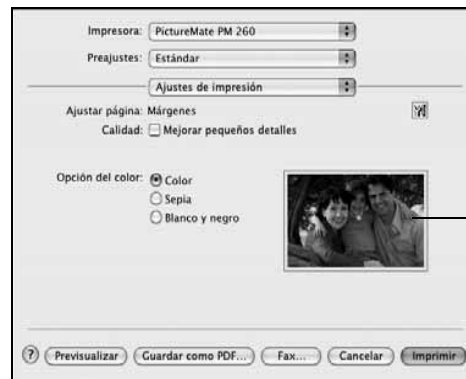 Impresora: PictureMate PM 260
Preajustes: Estándar
Ajustes de impresión
Ajustar página: Márgenes
Calidad: Mejorar pequeños detalles
Opción del color: Color
Sepia
Blanco y negro
? Previsualizar Guardar como PDF... Fax... Cancelar Imprimir